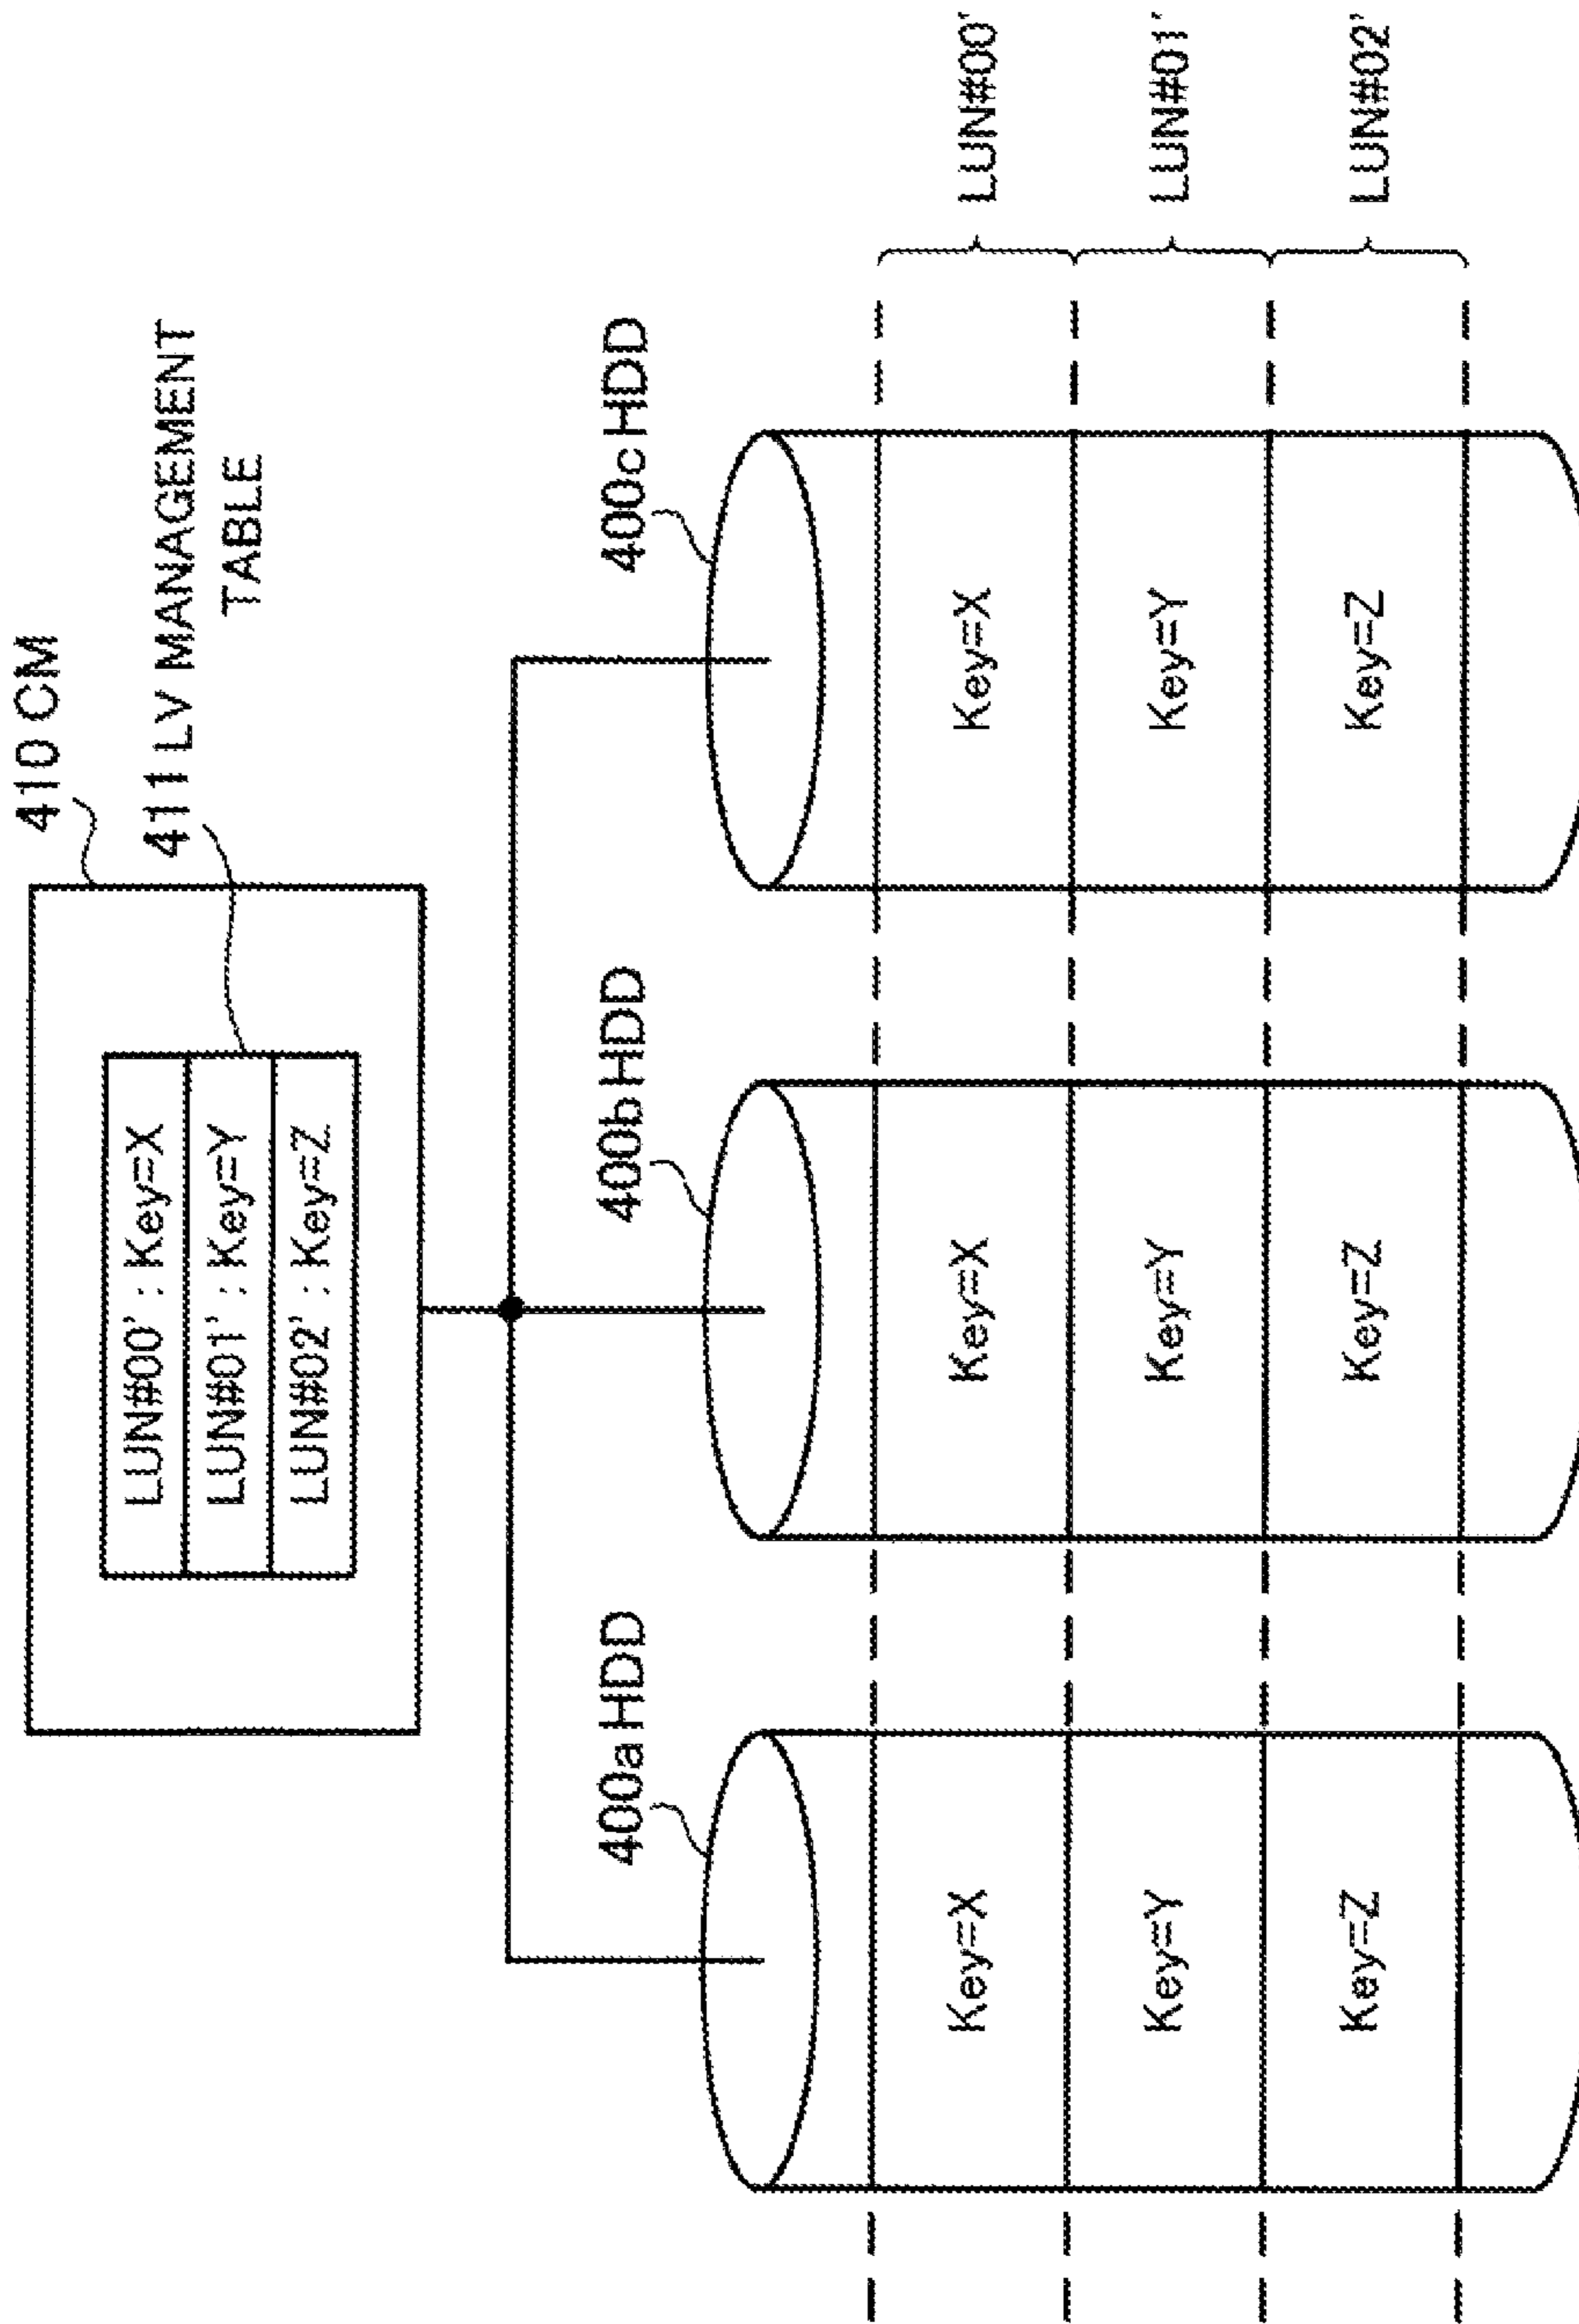 410 CM
411 LV MANAGEMENT
TABLE
LUN#00' : Key=X
LUN#01' : Key=Y
LUN#02' : Key=Z
400a HDD
400b HDD
400c HDD
Key=X
Key=X
Key=X
LUN#00'
Key=Y
Key=Y
Key=Y
LUN#01'
Key=Z
Key=Z
Key=Z
LUN#02'